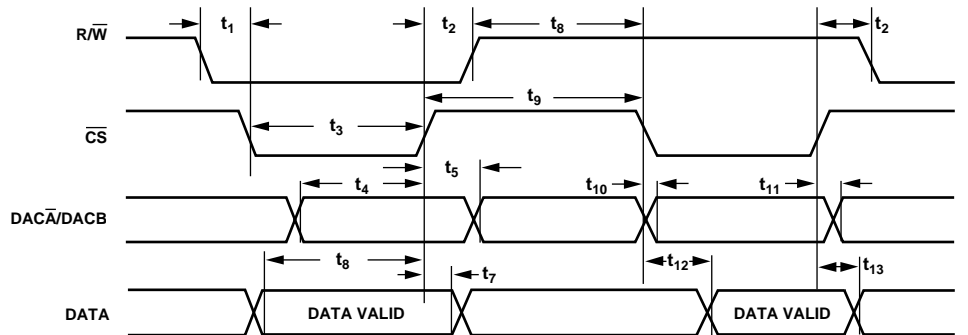 t1 t2 t8 t2
R/W̅
t9
t3
C̅S̅
t5
t4 t10 t11
DACA̅/DACB
t8 t7 t12 t13
DATA DATA VALID DATA VALID